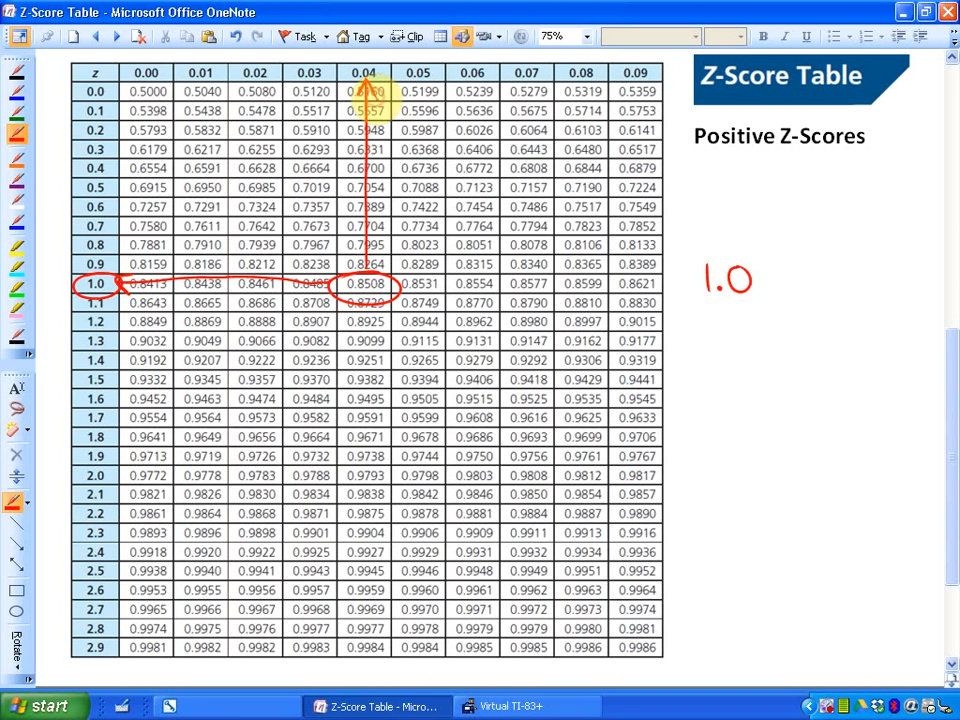 Z-Score Table - Microsoft Office OneNote
Task Tag Clip 75% B I U
z 0.00 0.01 0.02 0.03 0.04 0.05 0.06 0.07 0.08 0.09
0.0 0.5000 0.5040 0.5080 0.5120 0.5199 0.5239 0.5279 0.5319 0.5359
0.1 0.5398 0.5438 0.5478 0.5517 0.5557 0.5596 0.5636 0.5675 0.5714 0.5753
0.2 0.5793 0.5832 0.5871 0.5910 0.5948 0.5987 0.6026 0.6064 0.6103 0.6141
0.3 0.6179 0.6217 0.6255 0.6293 0.6331 0.6368 0.6406 0.6443 0.6480 0.6517
0.4 0.6554 0.6591 0.6628 0.6664 0.6700 0.6736 0.6772 0.6808 0.6844 0.6879
0.5 0.6915 0.6950 0.6985 0.7019 0.7054 0.7088 0.7123 0.7157 0.7190 0.7224
0.6 0.7257 0.7291 0.7324 0.7357 0.7389 0.7422 0.7454 0.7486 0.7517 0.7549
0.7 0.7580 0.7611 0.7642 0.7673 0.7704 0.7734 0.7764 0.7794 0.7823 0.7852
0.8 0.7881 0.7910 0.7939 0.7967 0.7995 0.8023 0.8051 0.8078 0.8106 0.8133
0.9 0.8159 0.8186 0.8212 0.8238 0.8264 0.8289 0.8315 0.8340 0.8365 0.8389
1.0 0.8413 0.8438 0.8461 0.8485 0.8508 0.8531 0.8554 0.8577 0.8599 0.8621
1.1 0.8643 0.8665 0.8686 0.8708 0.8729 0.8749 0.8770 0.8790 0.8810 0.8830
1.2 0.8849 0.8869 0.8888 0.8907 0.8925 0.8944 0.8962 0.8980 0.8997 0.9015
1.3 0.9032 0.9049 0.9066 0.9082 0.9099 0.9115 0.9131 0.9147 0.9162 0.9177
1.4 0.9192 0.9207 0.9222 0.9236 0.9251 0.9265 0.9279 0.9292 0.9306 0.9319
1.5 0.9332 0.9345 0.9357 0.9370 0.9382 0.9394 0.9406 0.9418 0.9429 0.9441
1.6 0.9452 0.9463 0.9474 0.9484 0.9495 0.9505 0.9515 0.9525 0.9535 0.9545
1.7 0.9554 0.9564 0.9573 0.9582 0.9591 0.9599 0.9608 0.9616 0.9625 0.9633
1.8 0.9641 0.9649 0.9656 0.9664 0.9671 0.9678 0.9686 0.9693 0.9699 0.9706
1.9 0.9713 0.9719 0.9726 0.9732 0.9738 0.9744 0.9750 0.9756 0.9761 0.9767
2.0 0.9772 0.9778 0.9783 0.9788 0.9793 0.9798 0.9803 0.9808 0.9812 0.9817
2.1 0.9821 0.9826 0.9830 0.9834 0.9838 0.9842 0.9846 0.9850 0.9854 0.9857
2.2 0.9861 0.9864 0.9868 0.9871 0.9875 0.9878 0.9881 0.9884 0.9887 0.9890
2.3 0.9893 0.9896 0.9898 0.9901 0.9904 0.9906 0.9909 0.9911 0.9913 0.9916
2.4 0.9918 0.9920 0.9922 0.9925 0.9927 0.9929 0.9931 0.9932 0.9934 0.9936
2.5 0.9938 0.9940 0.9941 0.9943 0.9945 0.9946 0.9948 0.9949 0.9951 0.9952
2.6 0.9953 0.9955 0.9956 0.9957 0.9959 0.9960 0.9961 0.9962 0.9963 0.9964
2.7 0.9965 0.9966 0.9967 0.9968 0.9969 0.9970 0.9971 0.9972 0.9973 0.9974
2.8 0.9974 0.9975 0.9976 0.9977 0.9977 0.9978 0.9979 0.9979 0.9980 0.9981
2.9 0.9981 0.9982 0.9982 0.9983 0.9984 0.9984 0.9985 0.9985 0.9986 0.9986
Z-Score Table
Positive Z-Scores
1.0
Rotate
start Z-Score Table - Micro... Virtual TI-83+